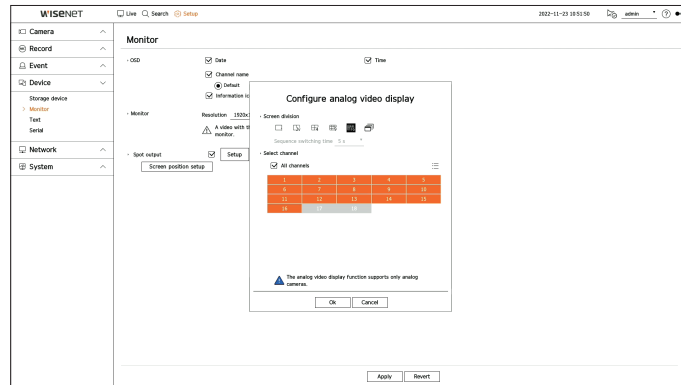 WISENET
Live Search Setup
2022-11-23 10:51:50 admin ?
Camera
Record
Event
Device
Storage device
> Monitor
Text
Serial
Network
System
Monitor
OSD
Date
Time
Channel name
Default
Information ic
Monitor
Resolution 1920x
A video with th
monitor.
Spot output
Setup
Screen position setup
Configure analog video display
Screen division
Sequence switching time 5 s
Select channel
All channels
1 2 3 4 5
6 7 8 9 10
11 12 13 14 15
16 17 18
The analog video display function supports only analog
cameras.
Ok Cancel
Apply Revert